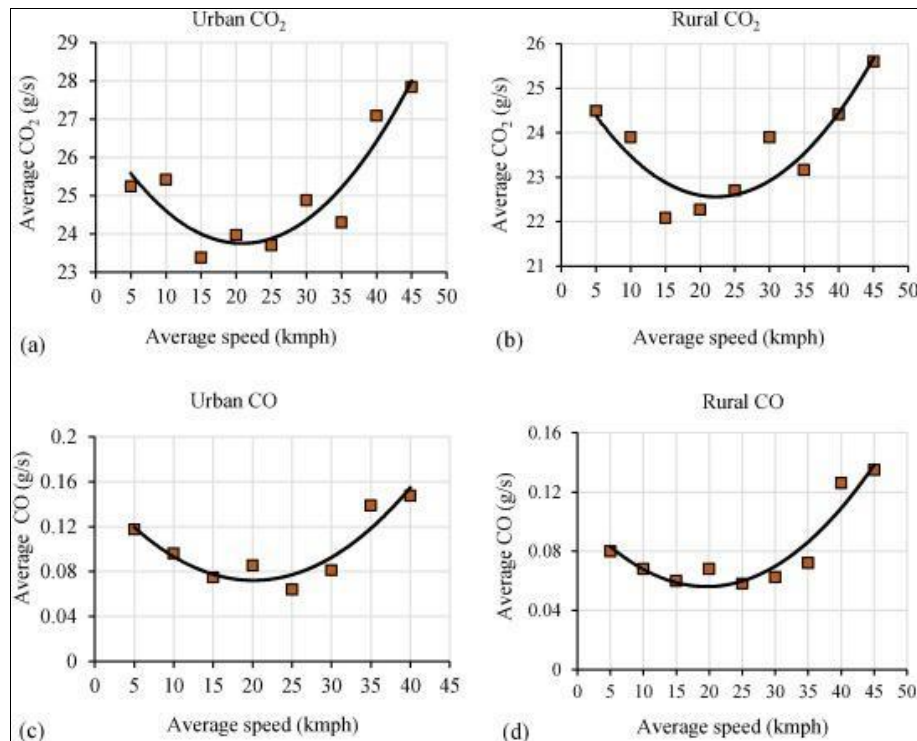 Urban CO₂
29
28
27
26
25
24
23
0 5 10 15 20 25 30 35 40 45 50
Average CO₂ (g/s)
Average speed (kmph)
(a)
Rural CO₂
26
25
24
23
22
21
0 5 10 15 20 25 30 35 40 45 50
Average CO₂ (g/s)
Average speed (kmph)
(b)
Urban CO
0.2
0.16
0.12
0.08
0.04
0
0 5 10 15 20 25 30 35 40 45
Average CO (g/s)
Average speed (kmph)
(c)
Rural CO
0.16
0.12
0.08
0.04
0
0 5 10 15 20 25 30 35 40 45 50
Average CO (g/s)
Average speed (kmph)
(d)